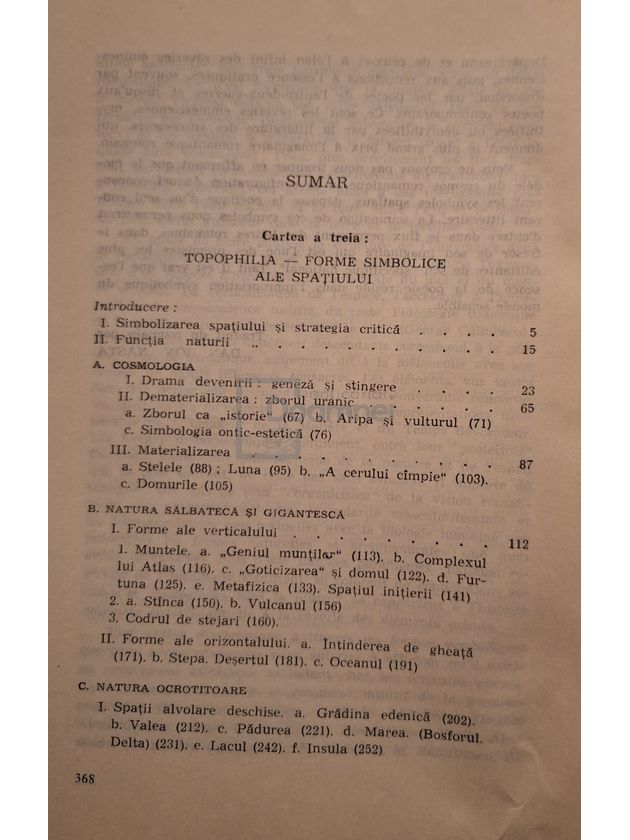 SUMAR
Cartea a treia :
TOPOPHILIA — FORME SIMBOLICE
ALE SPAȚIULUI
Introducere :
I. Simbolizarea spațiului și strategia critică . . . . 5
II. Funcția naturii . . . . . . . . . . 15
A. COSMOLOGIA
I. Drama devenirii : geneză și stingere . . . . 23
II. Dematerializarea : zborul uranic . . . . . 65
a. Zborul ca „istorie“ (67) b. Aripa și vulturul (71)
c. Simbologia ontic-estetică (76)
III. Materializarea . . . . . . . . . 87
a. Stelele (88) ; Luna (95) b. „A cerului cîmpie“ (103).
c. Domurile (105)
B. NATURA SĂLBATECĂ ȘI GIGANTESCĂ
I. Forme ale verticalului . . . . . . . . 112
1. Muntele. a. „Geniul munților“ (113). b. Complexul
lui Atlas (116). c. „Goticizarea“ și domul (122). d. Fur-
tuna (125). e. Metafizica (133). Spațiul inițierii (141)
2. a. Stînca (150). b. Vulcanul (156)
3. Codrul de stejari (160).
II. Forme ale orizontalului. a. Întinderea de gheață
(171). b. Stepa. Deșertul (181). c. Oceanul (191)
C. NATURA OCROTITOARE
I. Spații alvolare deschise. a. Grădina edenică (202).
b. Valea (212). c. Pădurea (221). d. Marea. (Bosforul.
Delta) (231). e. Lacul (242). f. Insula (252)
368